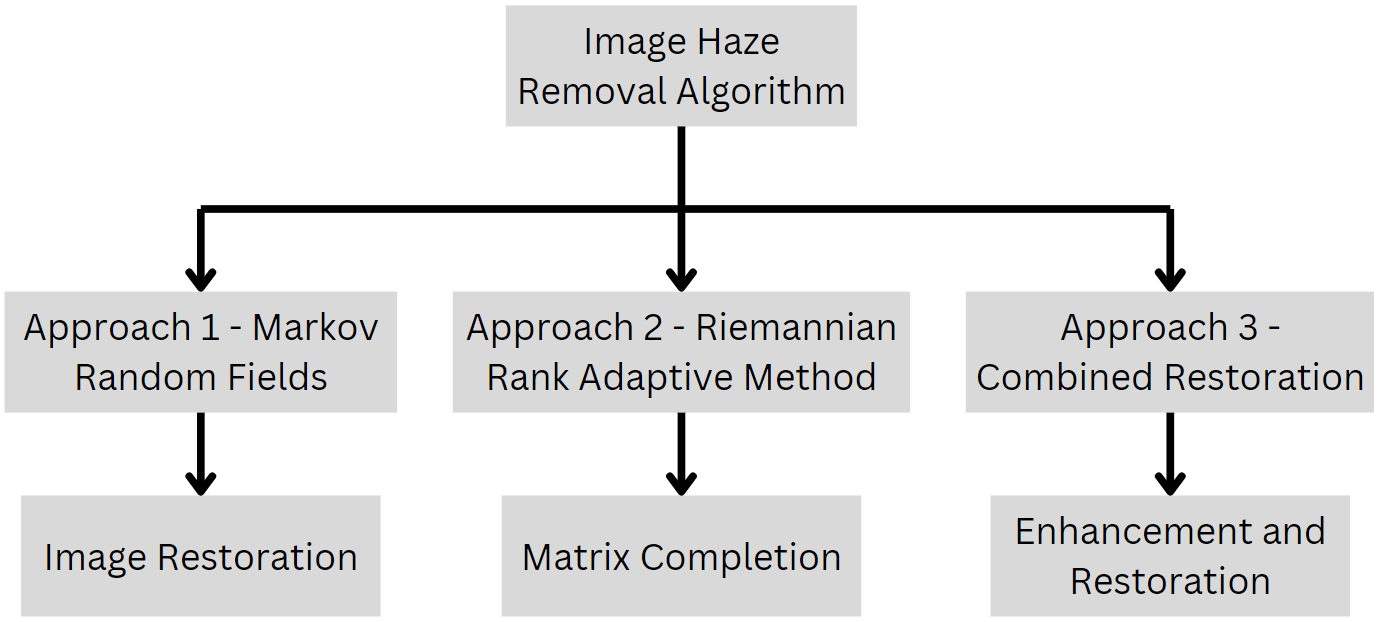 Image Haze
Removal Algorithm
Approach 1 - Markov
Random Fields
Approach 2 - Riemannian
Rank Adaptive Method
Approach 3 -
Combined Restoration
Image Restoration
Matrix Completion
Enhancement and
Restoration